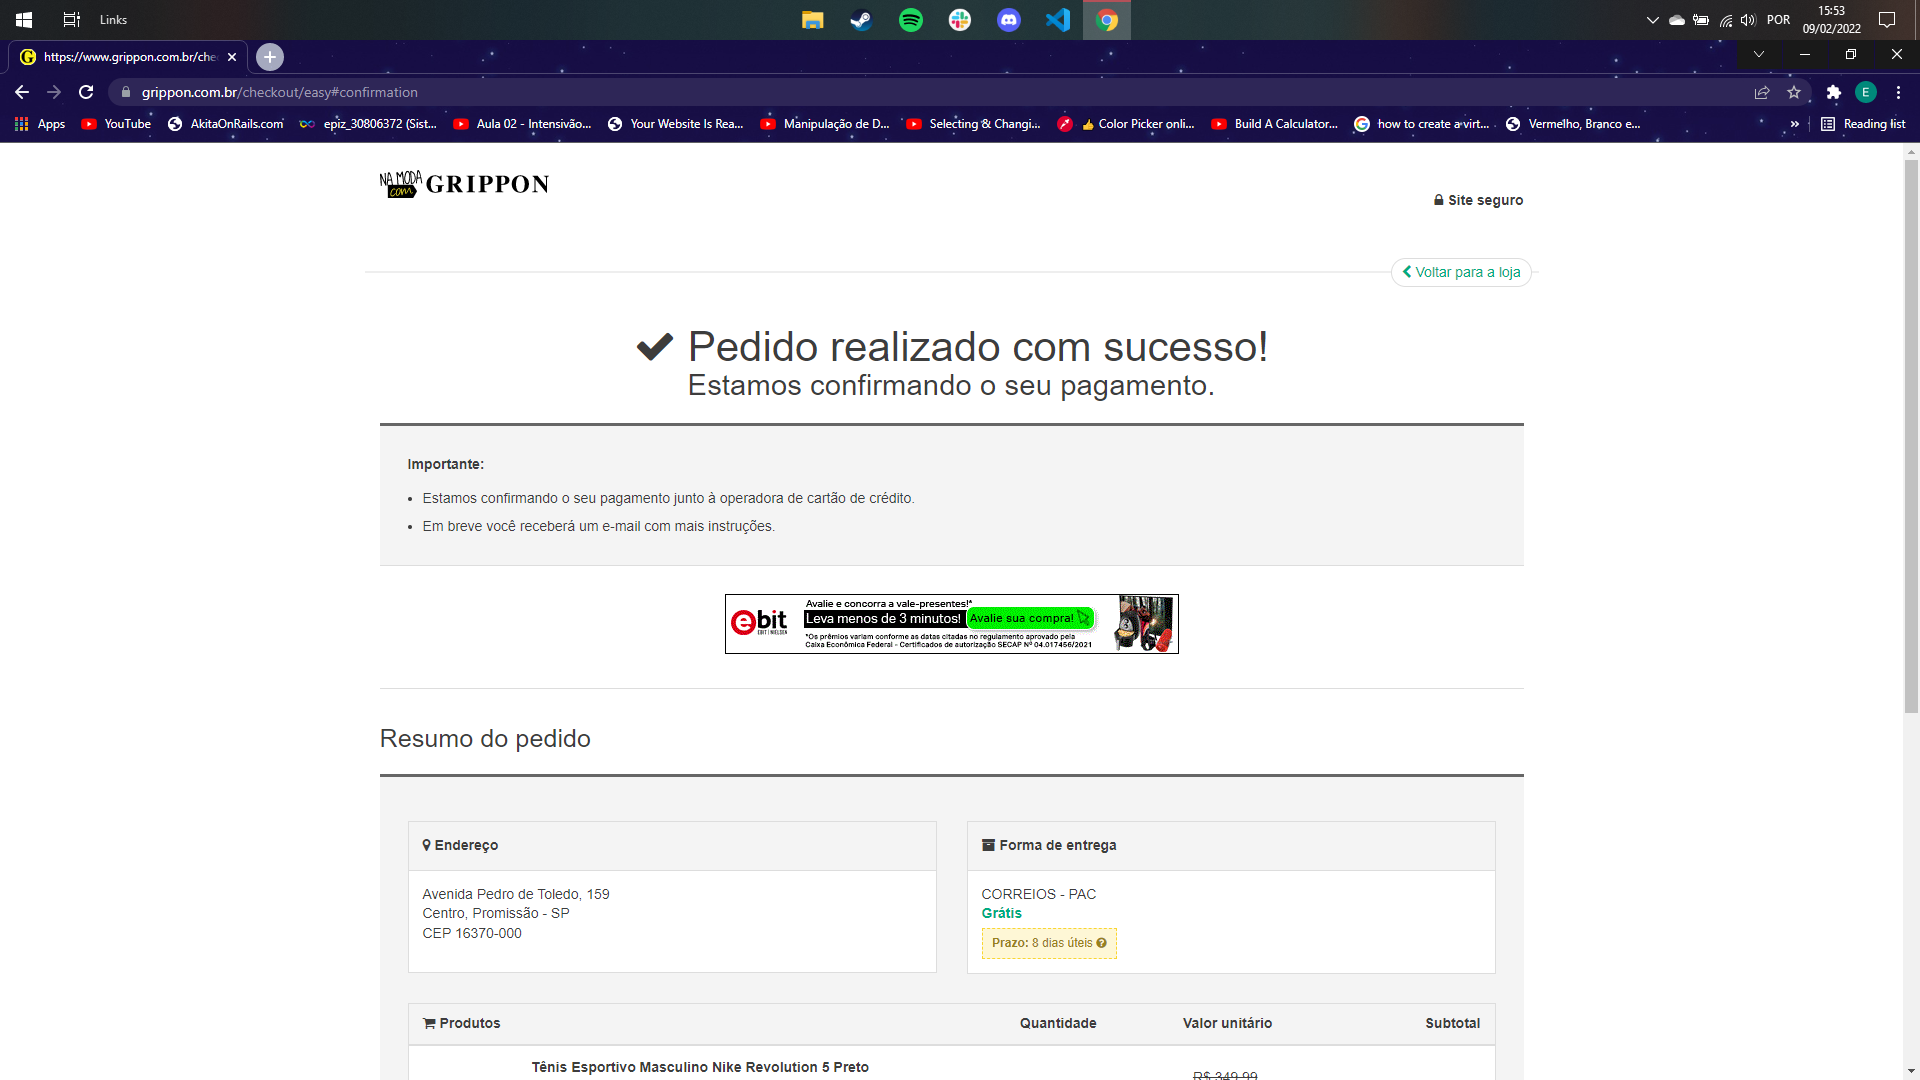 Links
POR
15:53
09/02/2022
https://www.grippon.com.br/che
grippon.com.br/checkout/easy#confirmation
Apps
YouTube
AkitaOnRails.com
epiz_30806372 (Sist...
Aula 02 - Intensivão...
Your Website Is Rea...
Manipulação de D...
Selecting & Changi...
Color Picker onli...
Build A Calculator...
how to create a virt...
Vermelho, Branco e...
Reading list
NA MODA
com GRIPPON
Site seguro
Voltar para a loja
Pedido realizado com sucesso!
Estamos confirmando o seu pagamento.
Importante:
• Estamos confirmando o seu pagamento junto à operadora de cartão de crédito.
• Em breve você receberá um e-mail com mais instruções.
ebit
EBIT | NIELSEN
Avalie e concorra a vale-presentes!*
Leva menos de 3 minutos!
Avalie sua compra!
*Os prêmios variam conforme as datas citadas no regulamento aprovado pela
Caixa Econômica Federal - Certificados de autorização SECAP Nº 04.017456/2021
Resumo do pedido
Endereço
Avenida Pedro de Toledo, 159
Centro, Promissão - SP
CEP 16370-000
Forma de entrega
CORREIOS - PAC
Grátis
Prazo: 8 dias úteis
Produtos Quantidade Valor unitário Subtotal
Tênis Esportivo Masculino Nike Revolution 5 Preto
R$ 349,99